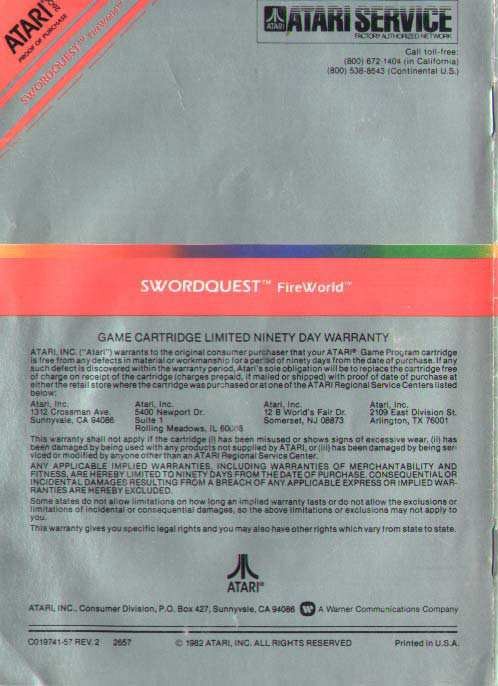 ATARI
PROOF OF PURCHASE
SWORDQUEST™ FireWorld™
ATARI
ATARI SERVICE
FACTORY AUTHORIZED NETWORK
Call toll-free:
(800) 672-1404 (in California)
(800) 538-8543 (Continental U.S.)
SWORDQUEST™ FireWorld™
GAME CARTRIDGE LIMITED NINETY DAY WARRANTY
ATARI, INC. ("Atari") warrants to the original consumer purchaser that your ATARI® Game Program cartridge
is free from any defects in material or workmanship for a period of ninety days from the date of purchase. If any
such defect is discovered within the warranty period, Atari's sole obligation will be to replace the cartridge free
of charge on receipt of the cartridge (charges prepaid, if mailed or shipped) with proof of date of purchase at
either the retail store where the cartridge was purchased or at one of the ATARI Regional Service Centers listed
below:
Atari, Inc. Atari, Inc. Atari, Inc. Atari, Inc.
1312 Crossman Ave. 5400 Newport Dr. 12 B World's Fair Dr. 2109 East Division St.
Sunnyvale, CA 94086 Suite 1 Somerset, NJ 08873 Arlington, TX 76001
Rolling Meadows, IL
This warranty shall not apply if the cartridge (i) has been misused or shows signs of excessive wear, (ii) has
been damaged by being used with any products not supplied by ATARI, or (iii) has been damaged by being ser-
viced or modified by anyone other than an ATARI Regional Service Center.
ANY APPLICABLE IMPLIED WARRANTIES, INCLUDING WARRANTIES OF MERCHANTABILITY AND
FITNESS, ARE HEREBY LIMITED TO NINETY DAYS FROM THE DATE OF PURCHASE. CONSEQUENTIAL OR
INCIDENTAL DAMAGES RESULTING FROM A BREACH OF ANY APPLICABLE EXPRESS OR IMPLIED WAR-
RANTIES ARE HEREBY EXCLUDED.
Some states do not allow limitations on how long an implied warranty lasts or do not allow the exclusions or
limitations of incidental or consequential damages, so the above limitations or exclusions may not apply to
you.
This warranty gives you specific legal rights and you may also have other rights which vary from state to state.
ATARI®
ATARI, INC., Consumer Division, P.O. Box 427, Sunnyvale, CA 94086 A Warner Communications Company
C019741-57 REV. 2 2657 © 1982 ATARI, INC. ALL RIGHTS RESERVED Printed in U.S.A.